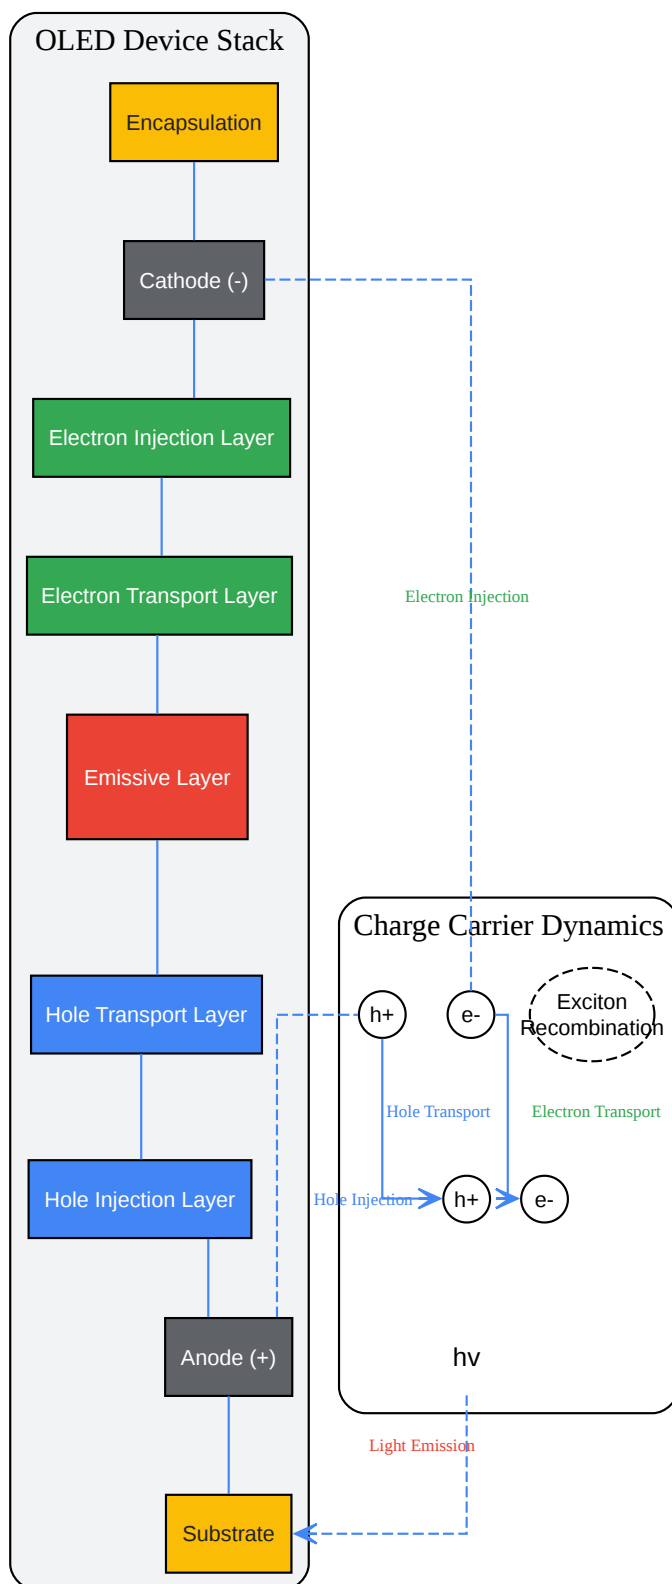 OLED Device Stack
Encapsulation
Cathode (-)
Electron Injection Layer
Electron Transport Layer
Electron Injection
Emissive Layer
Charge Carrier Dynamics
Hole Transport Layer
h+
e-
Exciton
Recombination
Hole Transport
Electron Transport
Hole Injection Layer
Hole Injection
h+
e-
Anode (+)
hν
Light Emission
Substrate